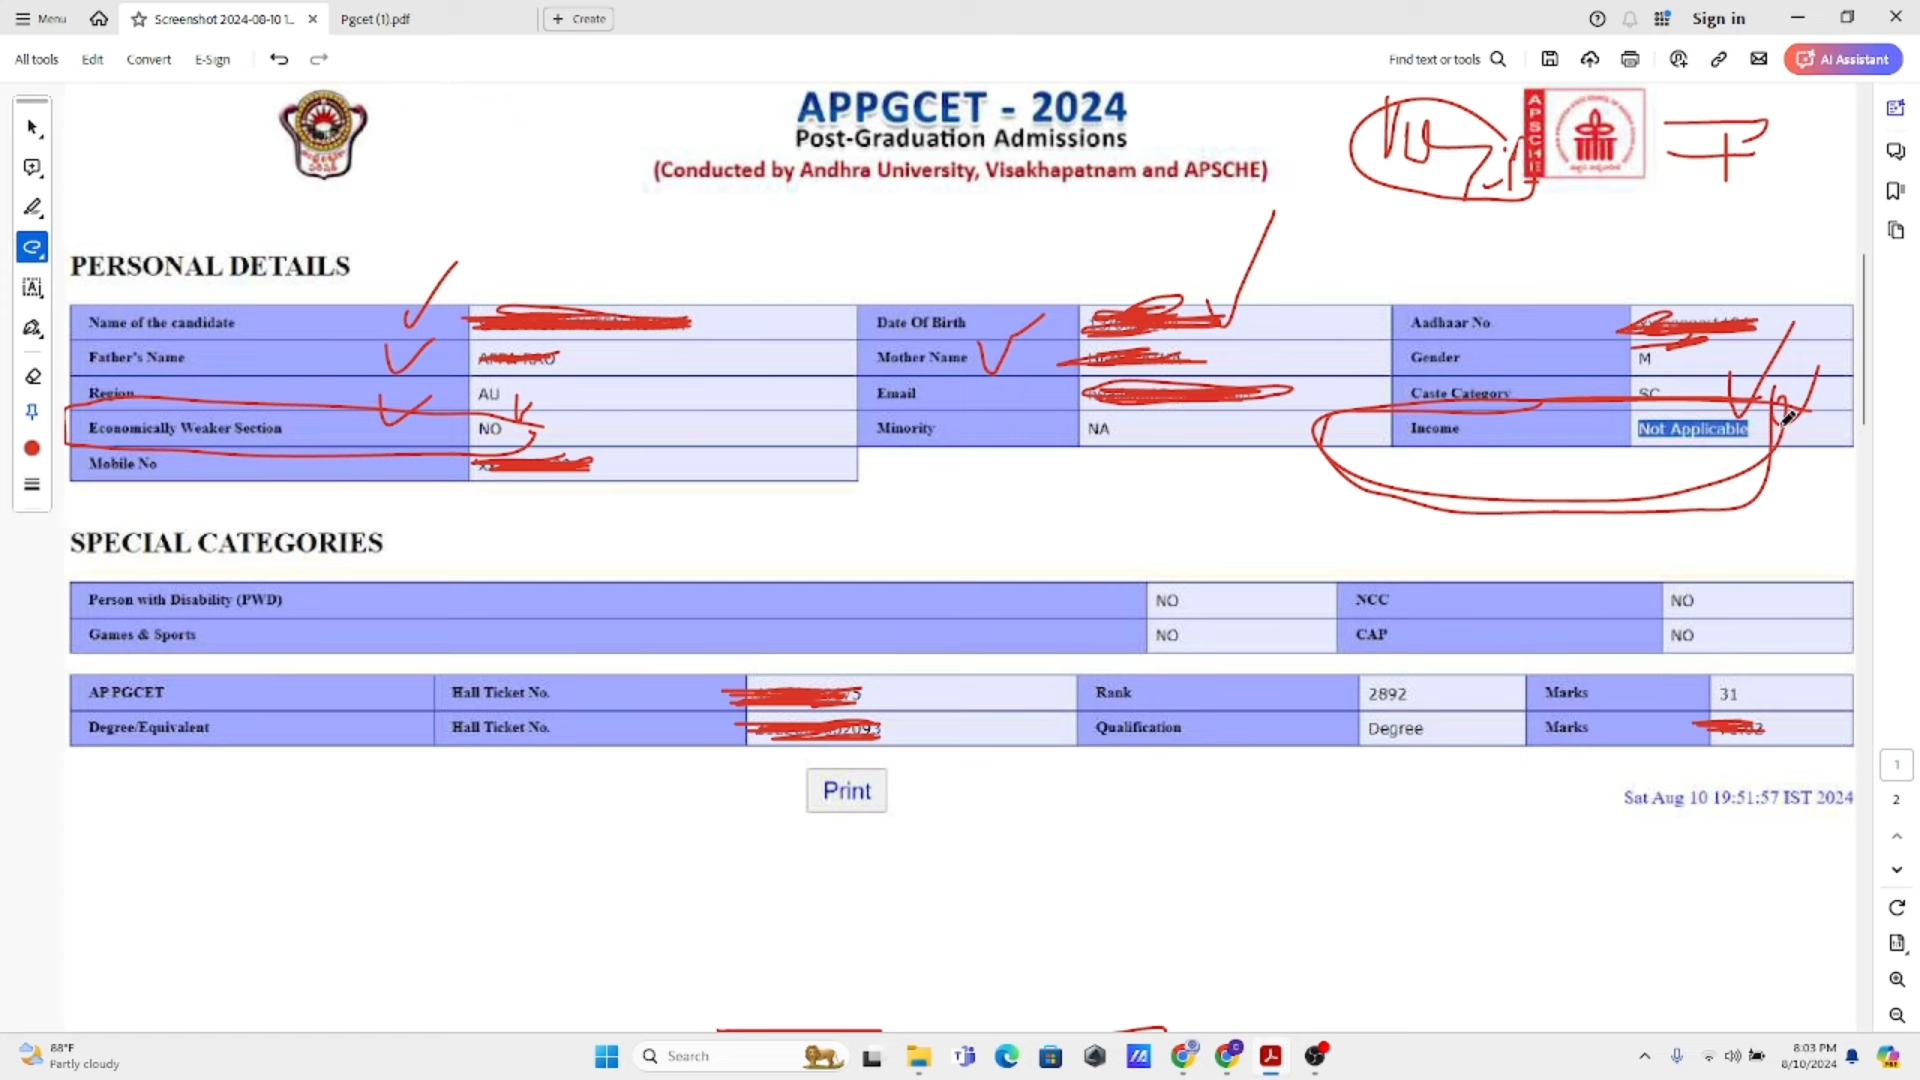 Menu
Screenshot 2024-08-10 1...
Pgcet (1).pdf
+ Create
Sign in
All tools
Edit
Convert
E-Sign
Find text or tools
AI Assistant
APPGCET - 2024
Post-Graduation Admissions
(Conducted by Andhra University, Visakhapatnam and APSCHE)
APSCHE
PERSONAL DETAILS
Name of the candidate
Date Of Birth
Aadhaar No
Father's Name
Mother Name
Gender M
Region AU
Email
Caste Category SC
Economically Weaker Section NO
Minority NA
Income Not Applicable
Mobile No
SPECIAL CATEGORIES
Person with Disability (PWD) NO NCC NO
Games & Sports NO CAP NO
AP PGCET Hall Ticket No. Rank 2892 Marks 31
Degree/Equivalent Hall Ticket No. Qualification Degree Marks
Print
Sat Aug 10 19:51:57 IST 2024
1
2
88°F
Partly cloudy
Search
8:03 PM
8/10/2024